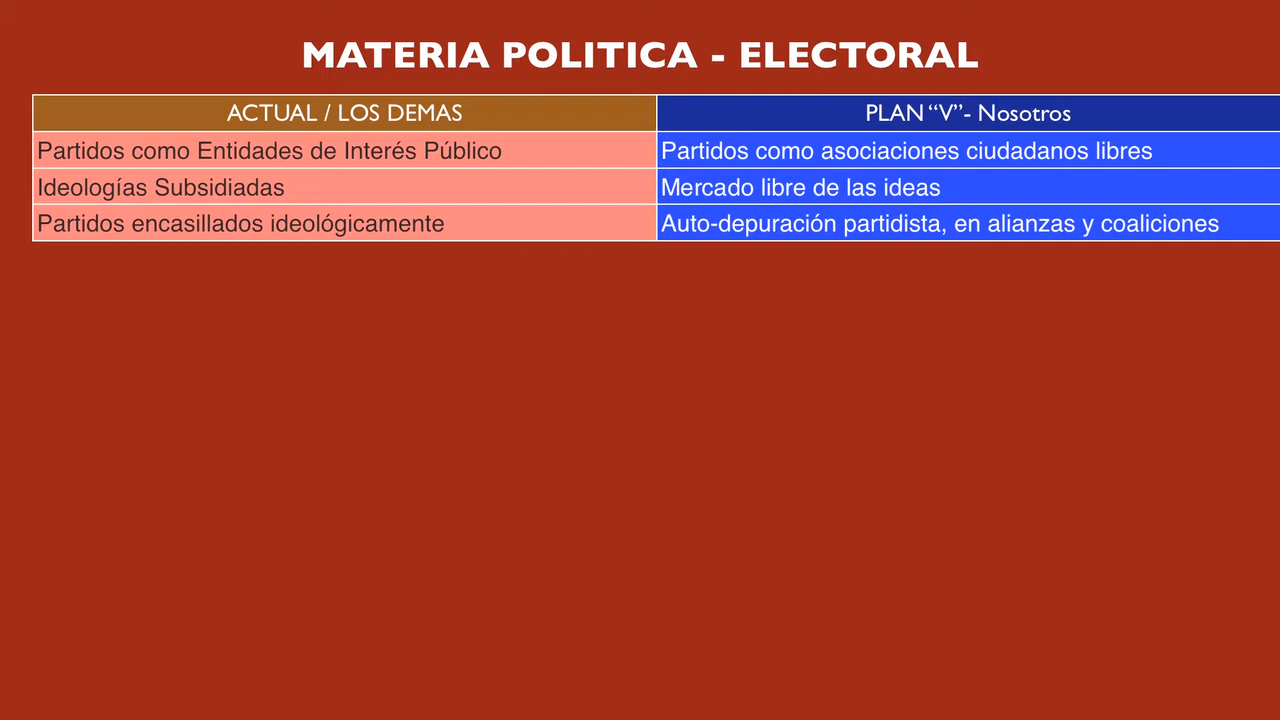 MATERIA POLITICA - ELECTORAL
ACTUAL / LOS DEMAS
PLAN “V”- Nosotros
Partidos como Entidades de Interés Público
Partidos como asociaciones ciudadanos libres
Ideologías Subsidiadas
Mercado libre de las ideas
Partidos encasillados ideológicamente
Auto-depuración partidista, en alianzas y coaliciones